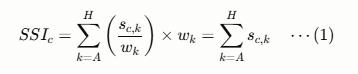 SSI_c = \sum_{k=A}^{H} \left( \frac{s_{c,k}}{w_k} \right) \times w_k = \sum_{k=A}^{H} s_{c,k} \quad \cdots (1)